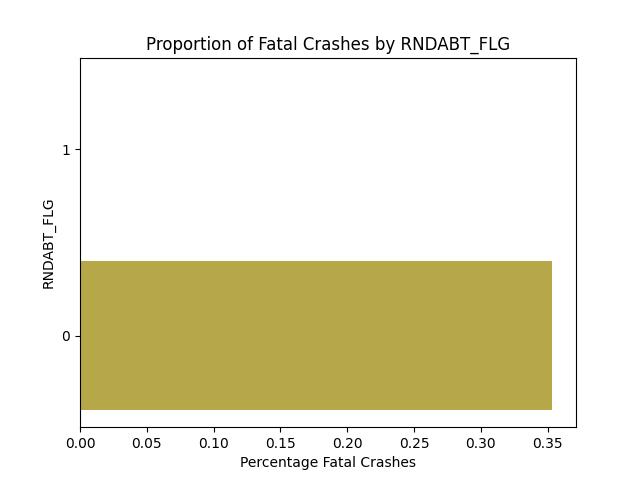 Proportion of Fatal Crashes by RNDABT_FLG
RNDABT_FLG
1
0
0.00 0.05 0.10 0.15 0.20 0.25 0.30 0.35
Percentage Fatal Crashes